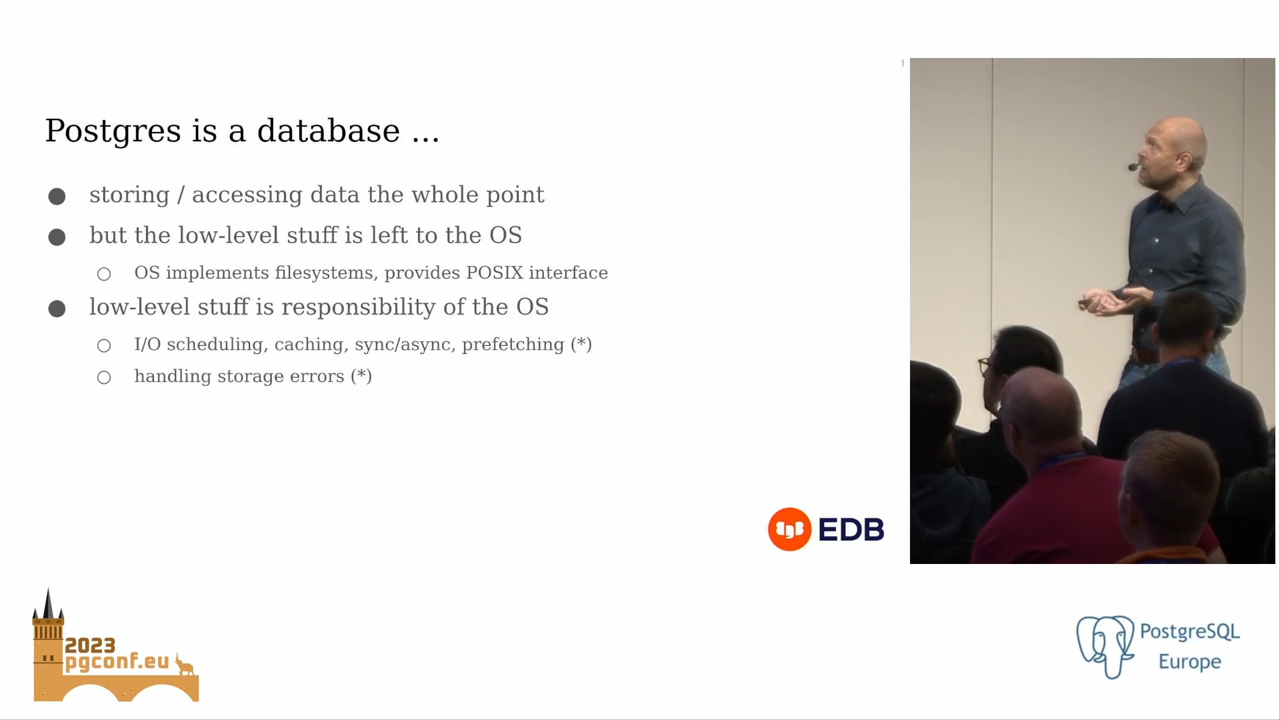 Postgres is a database ...
● storing / accessing data the whole point
● but the low-level stuff is left to the OS
○ OS implements filesystems, provides POSIX interface
● low-level stuff is responsibility of the OS
○ I/O scheduling, caching, sync/async, prefetching (*)
○ handling storage errors (*)
EDB
2023
pgconf.eu
PostgreSQL
Europe